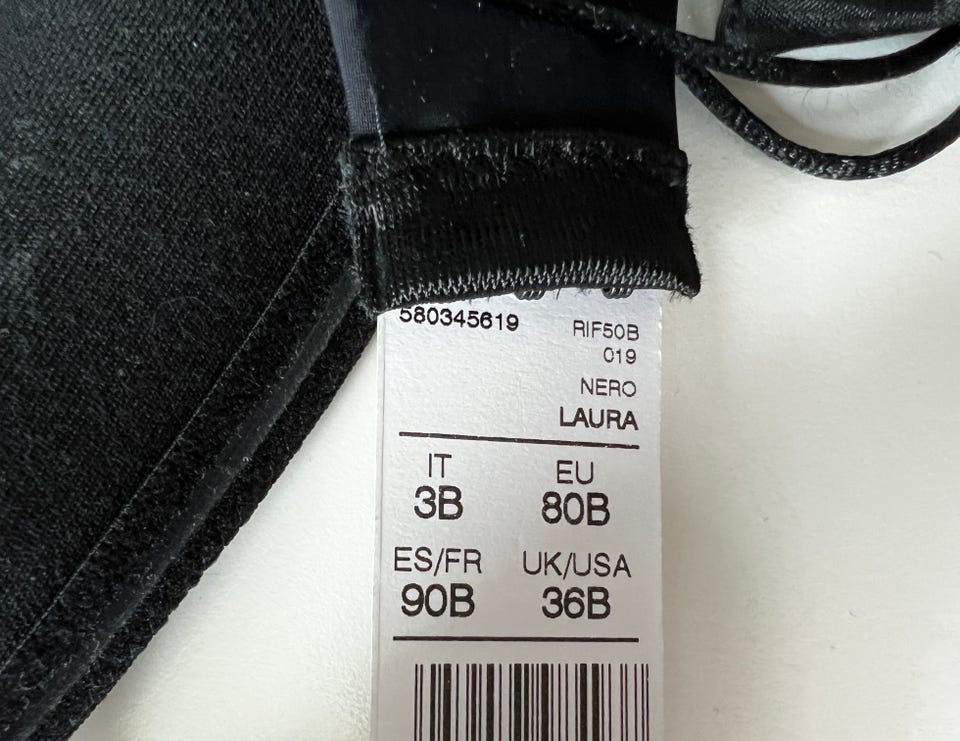 580345619
RIF50B
019
NERO
LAURA
IT EU
3B 80B
ES/FR UK/USA
90B 36B